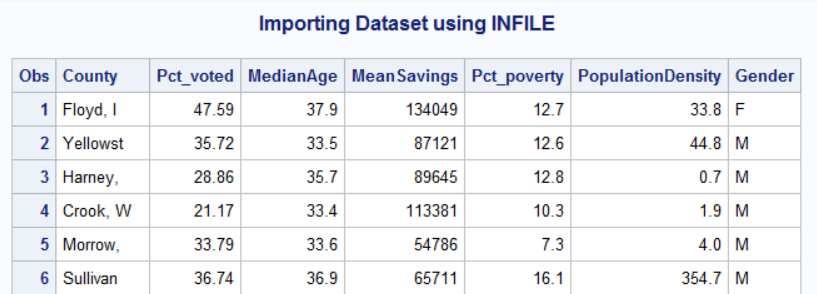 Importing Dataset using INFILE
Obs County Pct_voted MedianAge MeanSavings Pct_poverty PopulationDensity Gender
1 Floyd, I 47.59 37.9 134049 12.7 33.8 F
2 Yellowst 35.72 33.5 87121 12.6 44.8 M
3 Harney, 28.86 35.7 89645 12.8 0.7 M
4 Crook, W 21.17 33.4 113381 10.3 1.9 M
5 Morrow, 33.79 33.6 54786 7.3 4.0 M
6 Sullivan 36.74 36.9 65711 16.1 354.7 M